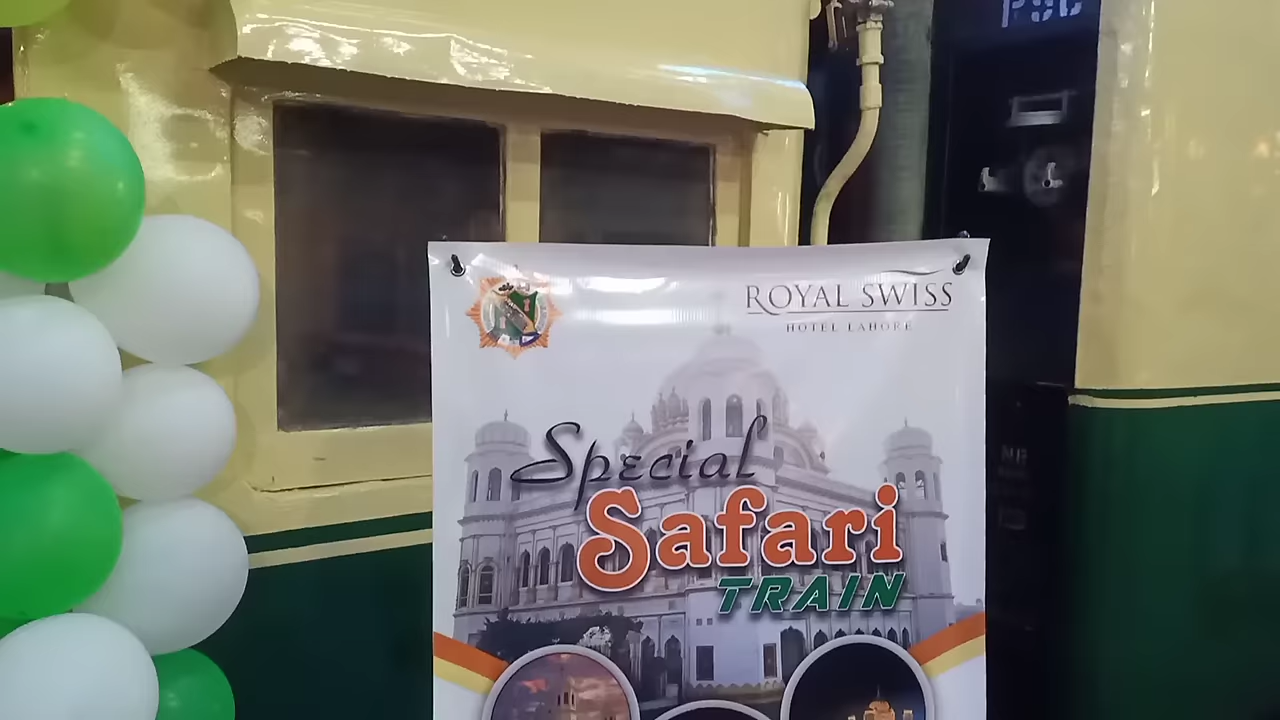 ROYAL SWISS
HOTEL LAHORE
Special
Safari
TRAIN